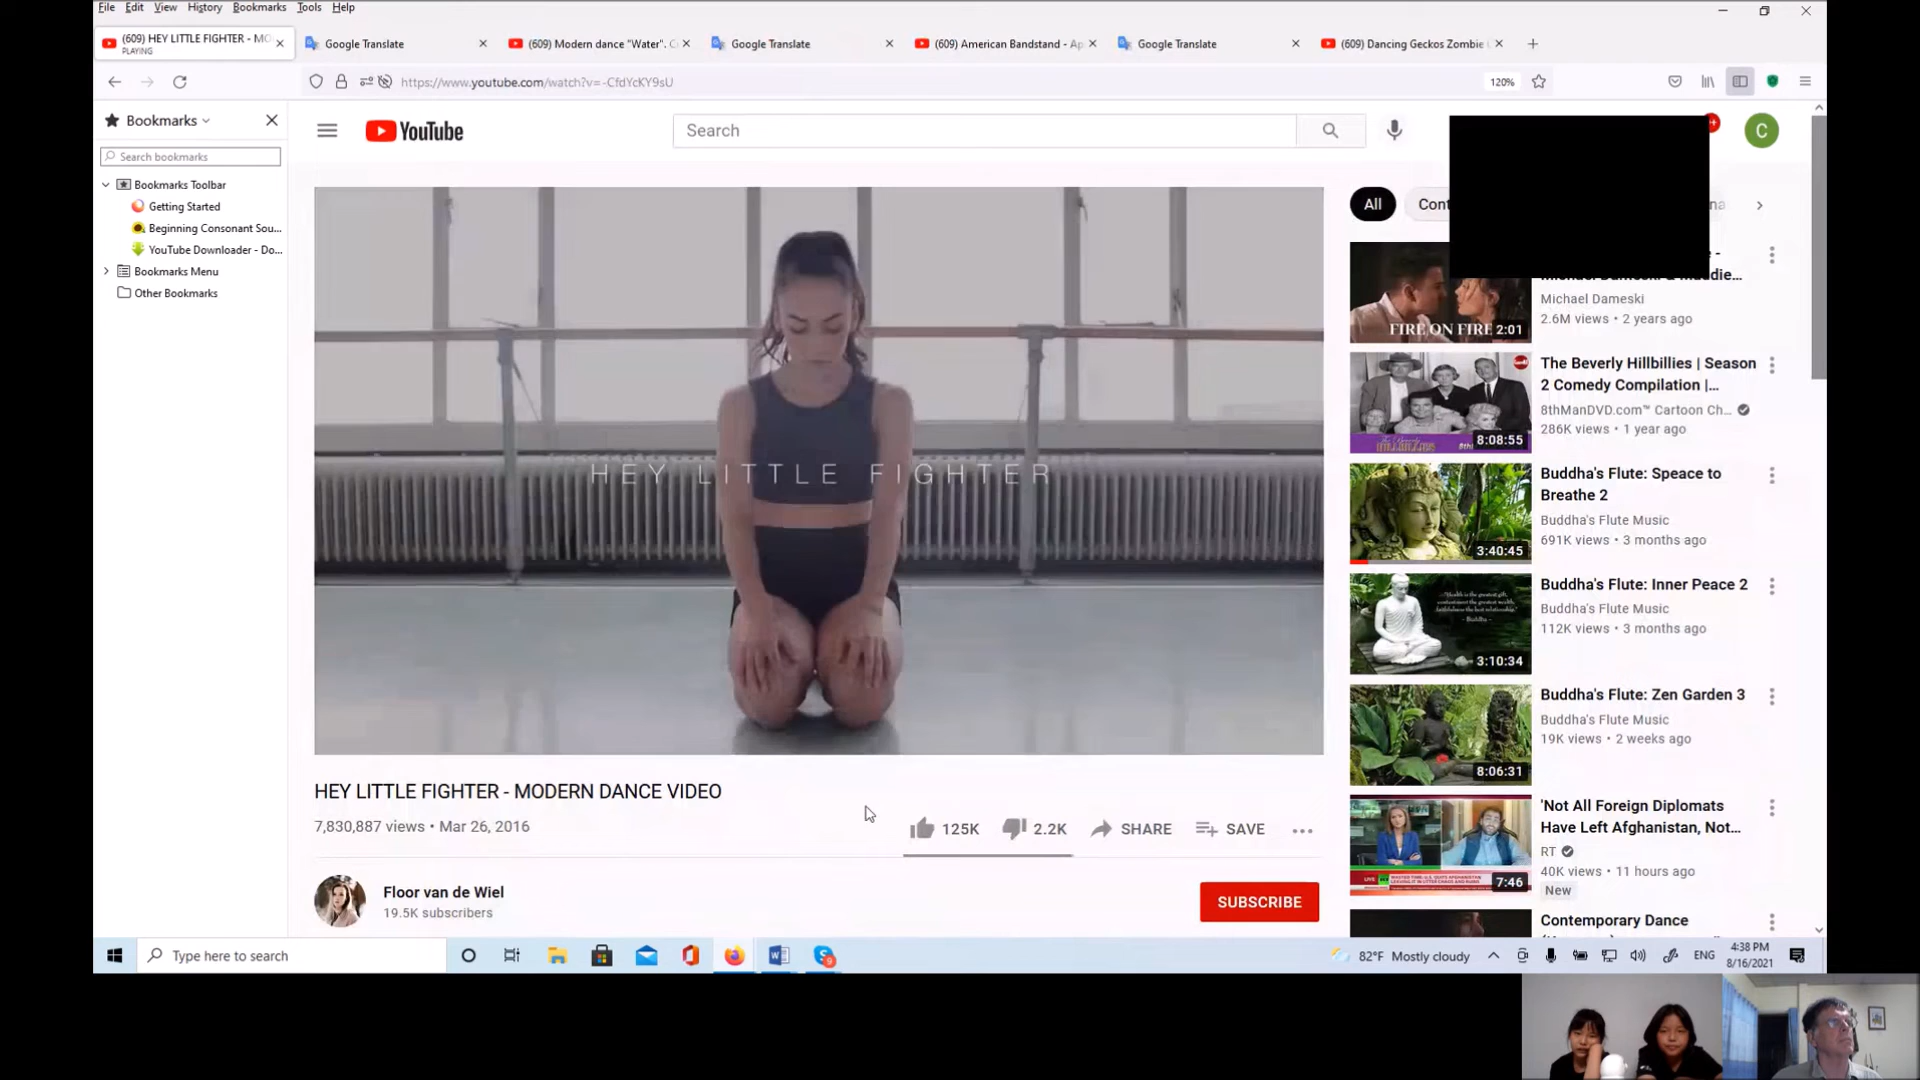 File Edit View History Bookmarks Tools Help
(609) HEY LITTLE FIGHTER - MO
PLAYING
Google Translate
(609) Modern dance "Water". C
Google Translate
(609) American Bandstand - Ap
Google Translate
(609) Dancing Geckos Zombie
https://www.youtube.com/watch?v=-CfdYcKY9sU
120%
Bookmarks
Search bookmarks
Bookmarks Toolbar
Getting Started
Beginning Consonant Sou...
YouTube Downloader - Do...
Bookmarks Menu
Other Bookmarks
YouTube
Search
C
HEY LITTLE FIGHTER
HEY LITTLE FIGHTER - MODERN DANCE VIDEO
7,830,887 views • Mar 26, 2016
125K 2.2K SHARE SAVE
Floor van de Wiel
19.5K subscribers
SUBSCRIBE
All
FIRE ON FIRE 2:01
Michael Dameski
2.6M views • 2 years ago
8:08:55
The Beverly Hillbillies | Season
2 Comedy Compilation |...
8thManDVD.com™ Cartoon Ch...
286K views • 1 year ago
3:40:45
Buddha's Flute: Speace to
Breathe 2
Buddha's Flute Music
691K views • 3 months ago
3:10:34
Buddha's Flute: Inner Peace 2
Buddha's Flute Music
112K views • 3 months ago
8:06:31
Buddha's Flute: Zen Garden 3
Buddha's Flute Music
19K views • 2 weeks ago
7:46
'Not All Foreign Diplomats
Have Left Afghanistan, Not...
RT
40K views • 11 hours ago
New
Contemporary Dance
Type here to search
82°F Mostly cloudy
ENG
4:38 PM
8/16/2021